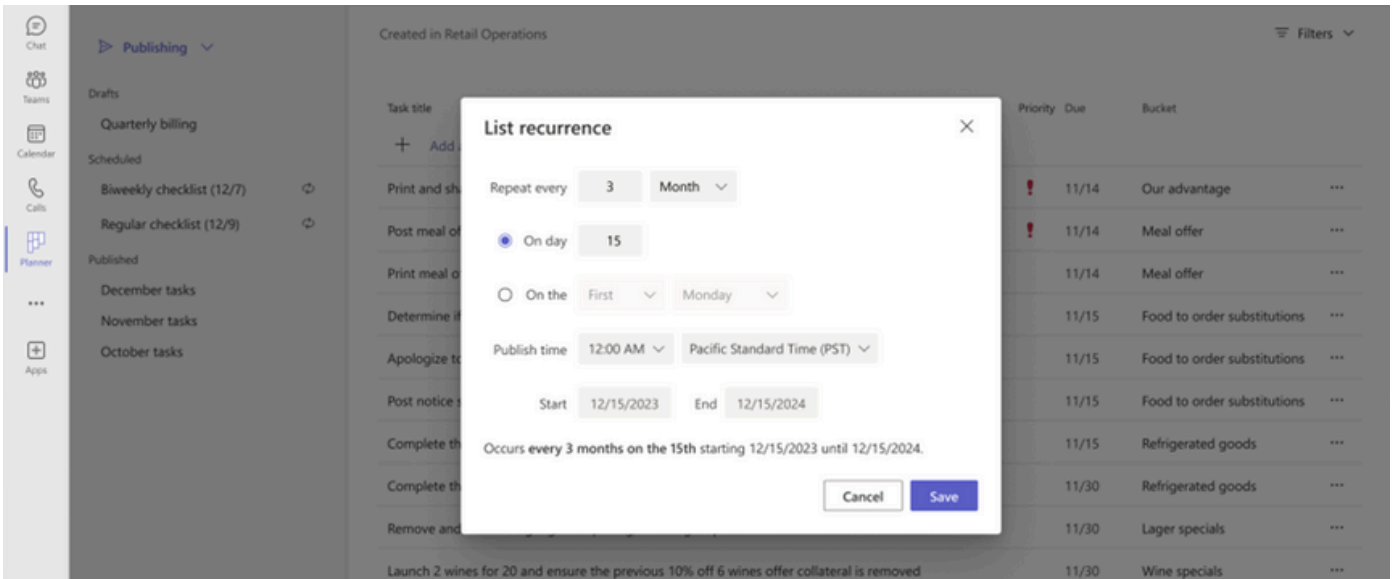 Chat
Teams
Calendar
Calls
Planner
Apps
Publishing
Drafts
Quarterly billing
Scheduled
Biweekly checklist (12/7)
Regular checklist (12/9)
Published
December tasks
November tasks
October tasks
Created in Retail Operations
Filters
Task title
Priority Due Bucket
Add
Print and 11/14 Our advantage
Post meal 11/14 Meal offer
Print meal 11/14 Meal offer
Determine 11/15 Food to order substitutions
Apologize 11/15 Food to order substitutions
Post notice 11/15 Food to order substitutions
Complete 11/15 Refrigerated goods
Complete 11/30 Refrigerated goods
Remove and 11/30 Lager specials
Launch 2 wines for 20 and ensure the previous 10% off 6 wines offer collateral is removed 11/30 Wine specials
List recurrence
Repeat every 3 Month
On day 15
On the First Monday
Publish time 12:00 AM Pacific Standard Time (PST)
Start 12/15/2023 End 12/15/2024
Occurs every 3 months on the 15th starting 12/15/2023 until 12/15/2024.
Cancel Save